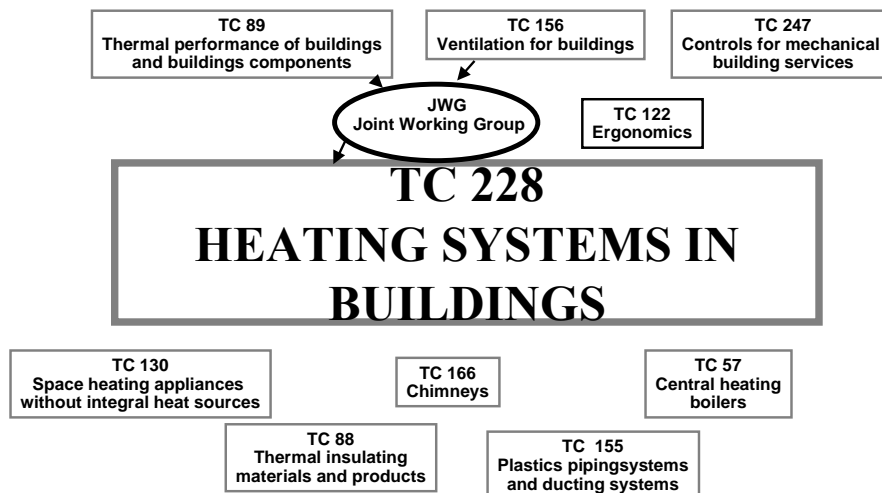 TC 89
Thermal performance of buildings
and buildings components
TC 156
Ventilation for buildings
TC 247
Controls for mechanical
building services
JWG
Joint Working Group
TC 122
Ergonomics
TC 228
HEATING SYSTEMS IN
BUILDINGS
TC 130
Space heating appliances
without integral heat sources
TC 166
Chimneys
TC 57
Central heating
boilers
TC 88
Thermal insulating
materials and products
TC 155
Plastics pipingsystems
and ducting systems